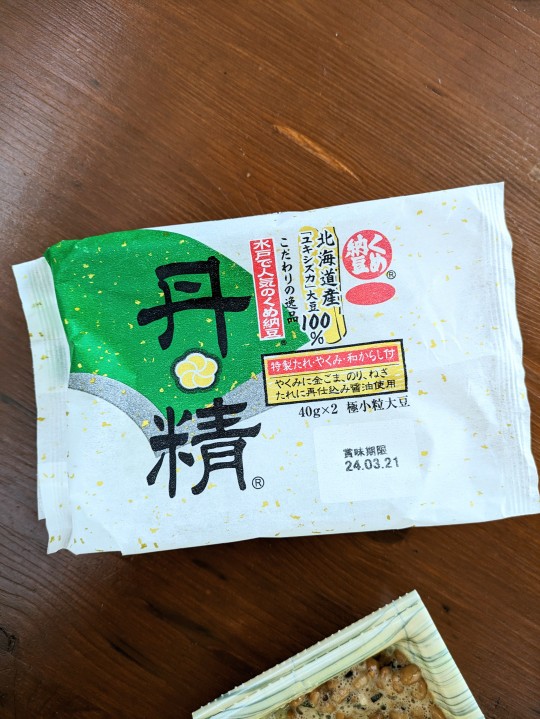 くめ
納豆
®
北海道産
「ユキシズカ」大豆
100%
こだわりの逸品
水戸で人気のくめ納豆
®
丹精
®
特製たれ・やくみ・和からし付
やくみに金ごま、のり、ねぎ
たれに再仕込み醤油使用
40g×2 極小粒大豆
賞味期限
24.03.21